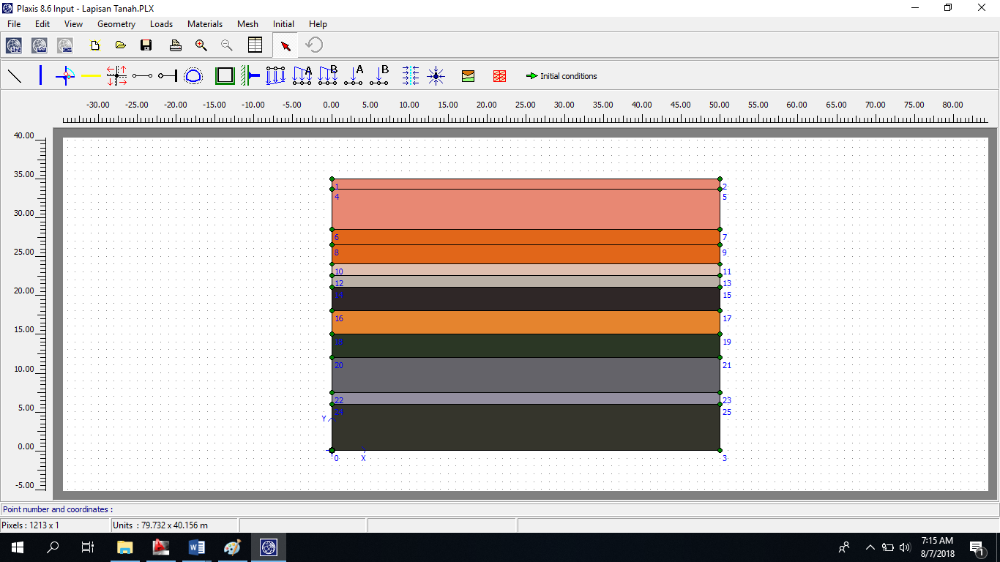 Plaxis 8.6 Input - Lapisan Tanah.PLX
File Edit View Geometry Loads Materials Mesh Initial Help
A B A B Initial conditions
-30.00 -25.00 -20.00 -15.00 -10.00 -5.00 0.00 5.00 10.00 15.00 20.00 25.00 30.00 35.00 40.00 45.00 50.00 55.00 60.00 65.00 70.00 75.00 80.00
40.00
35.00
1 2
4 5
30.00
6 7
25.00
8 9
10 11
12 13
20.00
14 15
16 17
15.00
18 19
10.00
20 21
5.00
22 23
24 25
Y
0.00
0 X 3
-5.00
Point number and coordinates :
Pixels : 1213 x 1 Units : 79.732 x 40.156 m
7:15 AM
8/7/2018
1